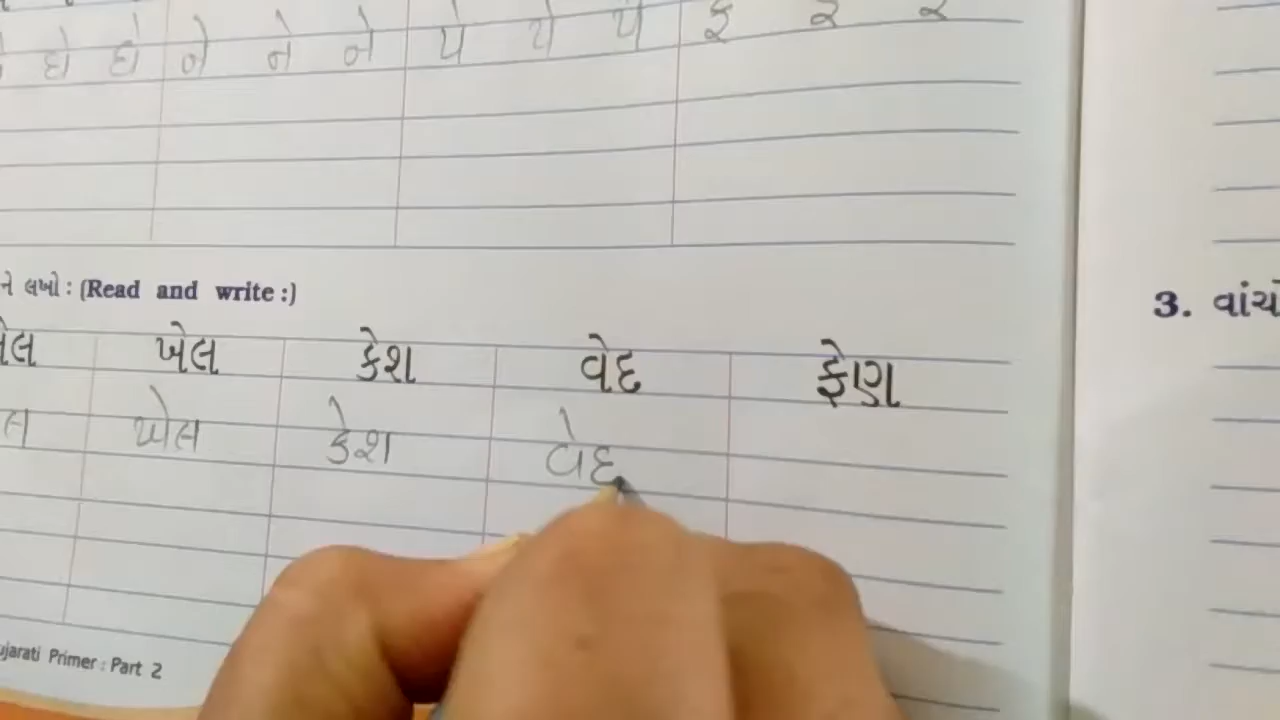 દો દો ને ને ને પે પે પે
ને લખો : (Read and write :)
ખેલ કેશ વેદ ફેણ
ખેલ કેશ વેદ
ujarati Primer : Part 2
3. વાંચો